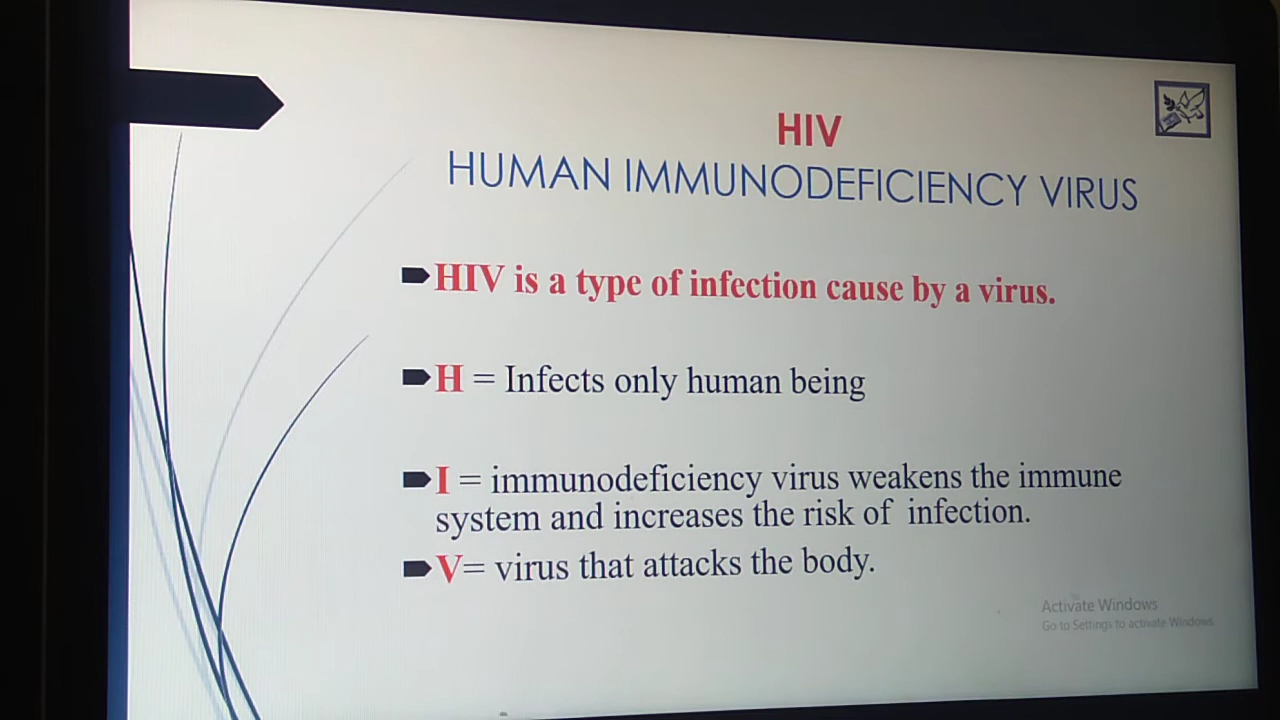 HIV
HUMAN IMMUNODEFICIENCY VIRUS
HIV is a type of infection cause by a virus.
H = Infects only human being
I = immunodeficiency virus weakens the immune
system and increases the risk of infection.
V= virus that attacks the body.
Activate Windows
Go to Settings to activate Windows.